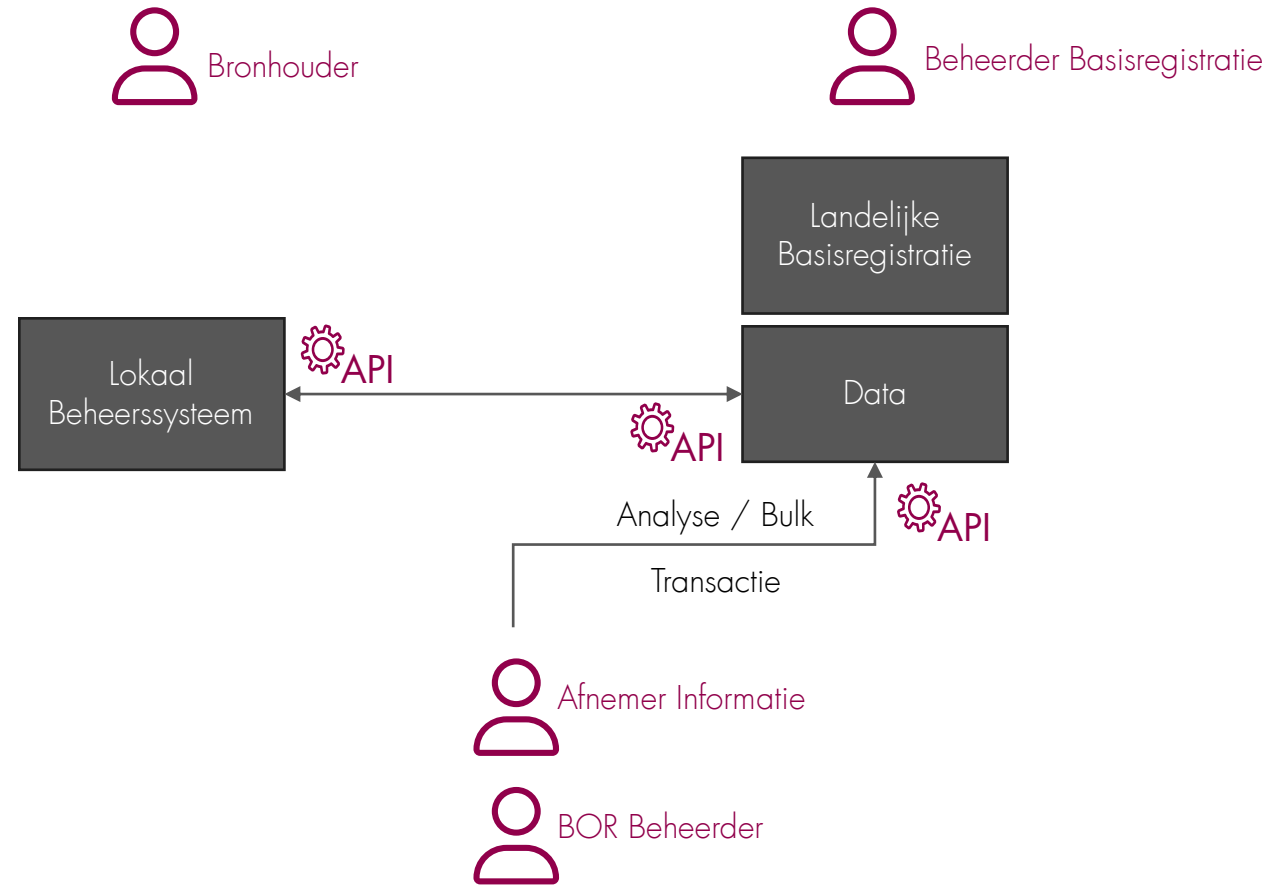 Bronhouder
Beheerder Basisregistratie
Landelijke
Basisregistratie
Lokaal
Beheerssysteem
API
Data
API
Analyse / Bulk
API
Transactie
Afnemer Informatie
BOR Beheerder